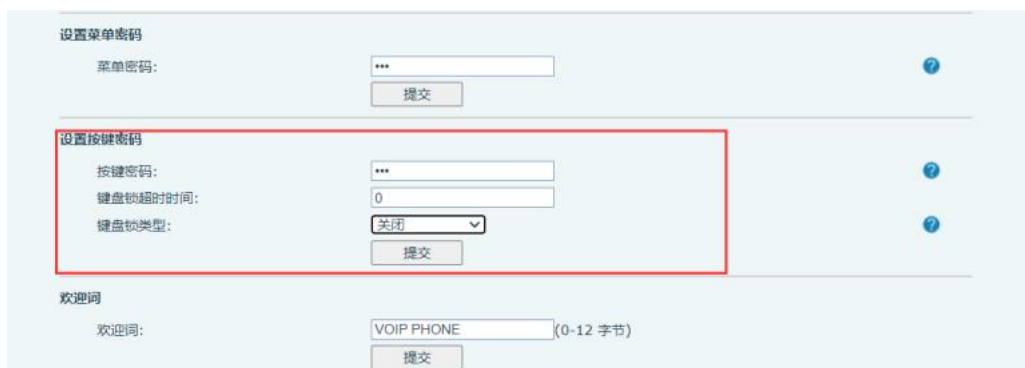 设置菜单密码
菜单密码: •••
提交
设置按键密码
按键密码: •••
键盘锁超时时间: 0
键盘锁类型: 关闭
提交
欢迎词
欢迎词: VOIP PHONE (0-12 字节)
提交